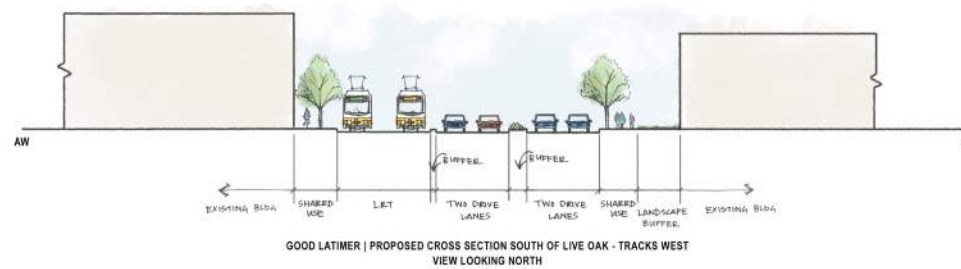 AW
BUFFER
BUFFER
EXISTING BLDG
SHARED
USE
LRT
TWO DRIVE
LANES
TWO DRIVE
LANES
SHARED
USE
LANDSCAPE
BUFFER
EXISTING BLDG
GOOD LATIMER | PROPOSED CROSS SECTION SOUTH OF LIVE OAK - TRACKS WEST
VIEW LOOKING NORTH